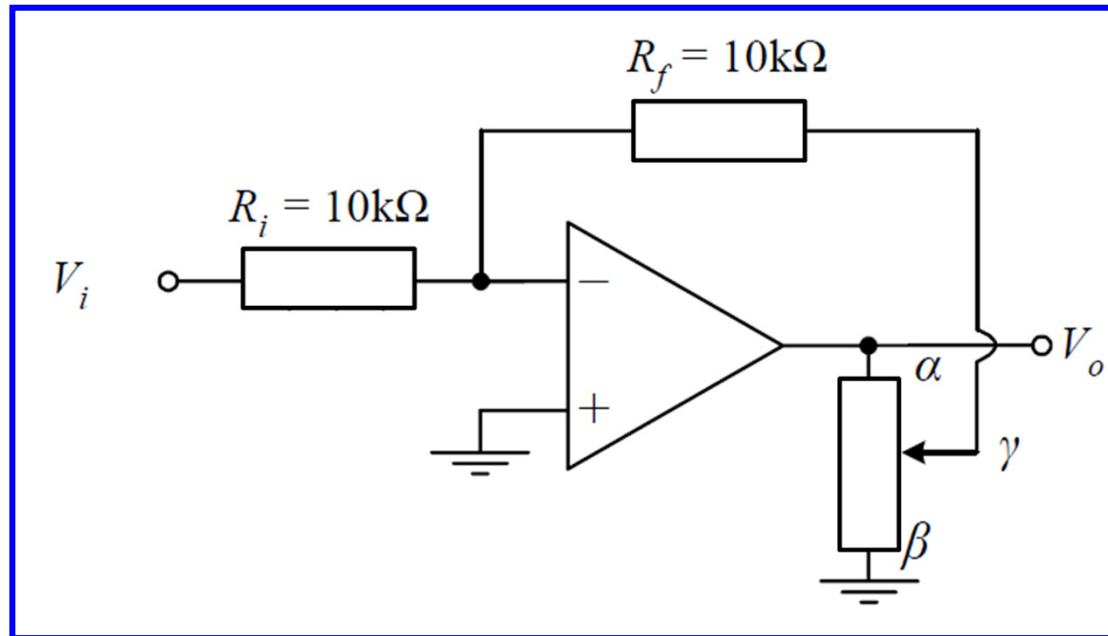 R_f = 10kΩ
R_i = 10kΩ
V_i
−
V_o
α
+
γ
β